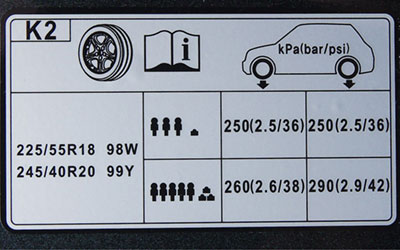 K2
kPa(bar/psi)
250(2.5/36) 250(2.5/36)
225/55R18 98W
245/40R20 99Y
260(2.6/38) 290(2.9/42)